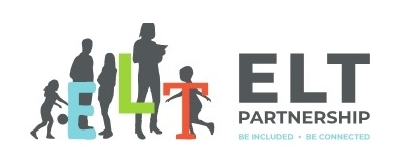 ELT
ELT
PARTNERSHIP
BE INCLUDED • BE CONNECTED